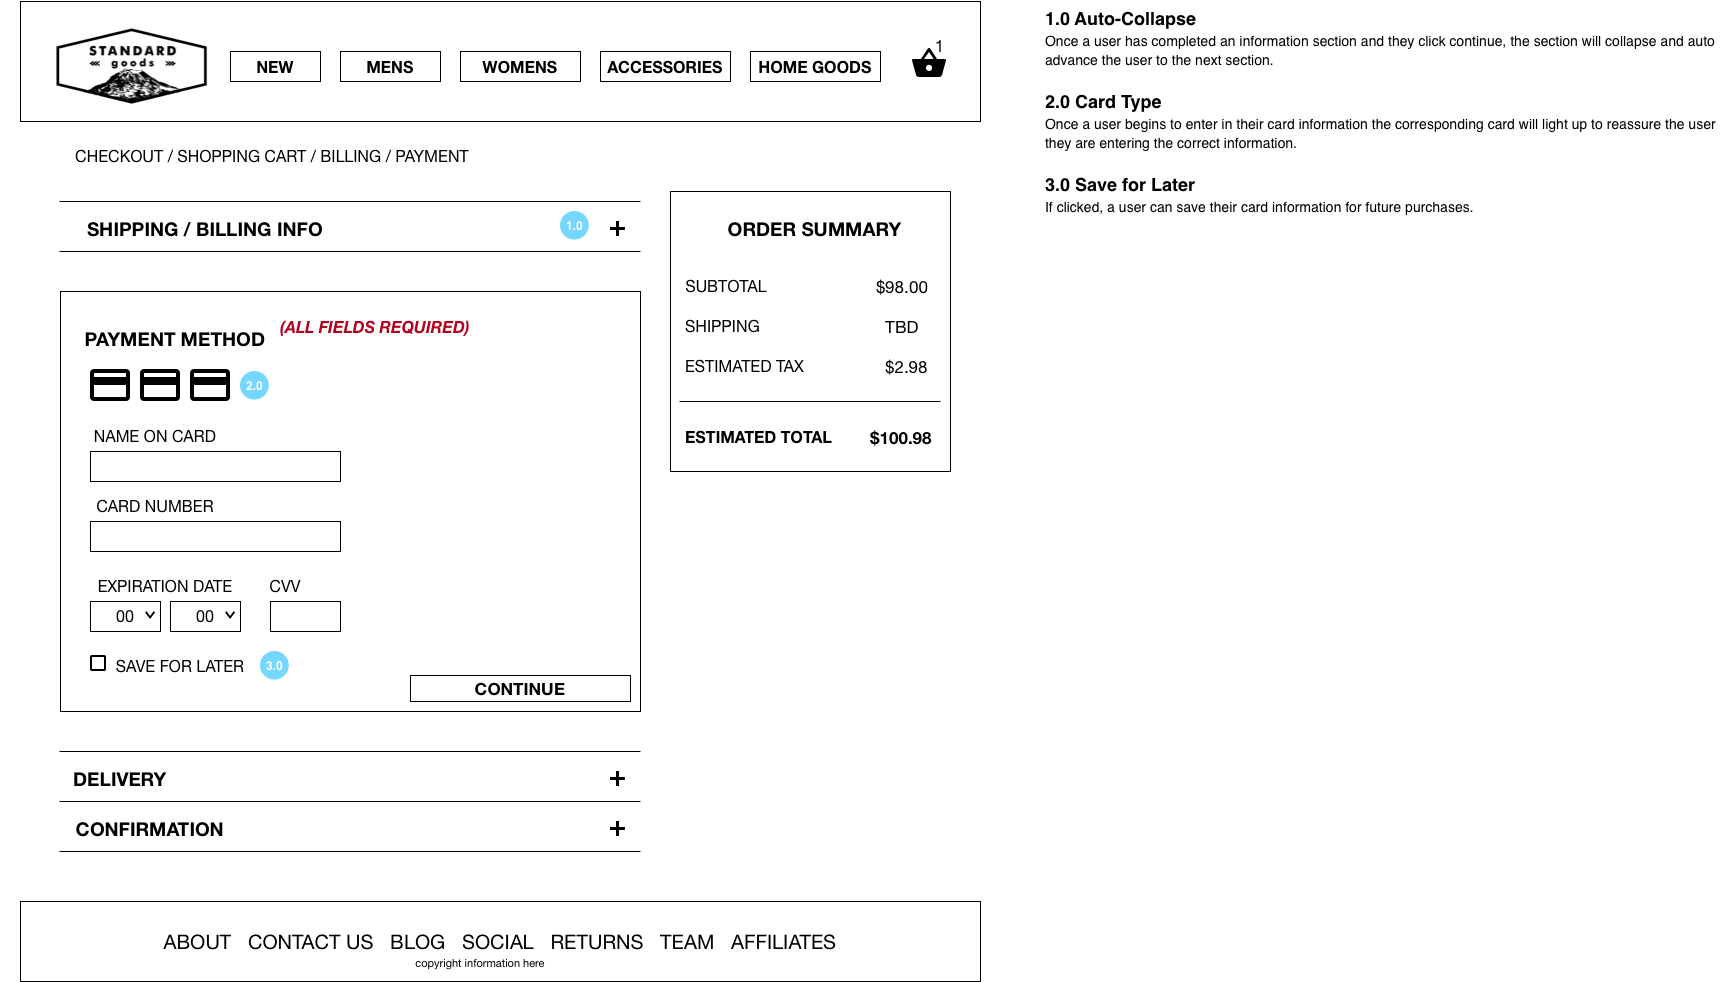 STANDARD
goods
NEW
MENS
WOMENS
ACCESSORIES
HOME GOODS
1
CHECKOUT / SHOPPING CART / BILLING / PAYMENT
SHIPPING / BILLING INFO
1.0
+
PAYMENT METHOD
(ALL FIELDS REQUIRED)
2.0
NAME ON CARD
CARD NUMBER
EXPIRATION DATE
CVV
00
00
SAVE FOR LATER
3.0
CONTINUE
DELIVERY
+
CONFIRMATION
+
ORDER SUMMARY
SUBTOTAL $98.00
SHIPPING TBD
ESTIMATED TAX $2.98
ESTIMATED TOTAL $100.98
ABOUT CONTACT US BLOG SOCIAL RETURNS TEAM AFFILIATES
copyright information here
1.0 Auto-Collapse
Once a user has completed an information section and they click continue, the section will collapse and auto
advance the user to the next section.
2.0 Card Type
Once a user begins to enter in their card information the corresponding card will light up to reassure the user
they are entering the correct information.
3.0 Save for Later
If clicked, a user can save their card information for future purchases.